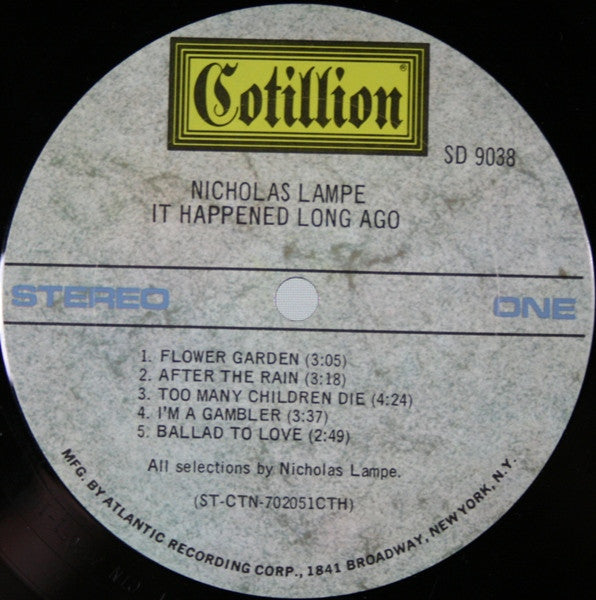 Cotillion®
SD 9038
NICHOLAS LAMPE
IT HAPPENED LONG AGO
STEREO
ONE
1. FLOWER GARDEN (3:05)
2. AFTER THE RAIN (3:18)
3. TOO MANY CHILDREN DIE (4:24)
4. I'M A GAMBLER (3:37)
5. BALLAD TO LOVE (2:49)
All selections by Nicholas Lampe.
(ST-CTN-702051CTH)
MFG. BY ATLANTIC RECORDING CORP., 1841 BROADWAY, NEW YORK, N.Y.